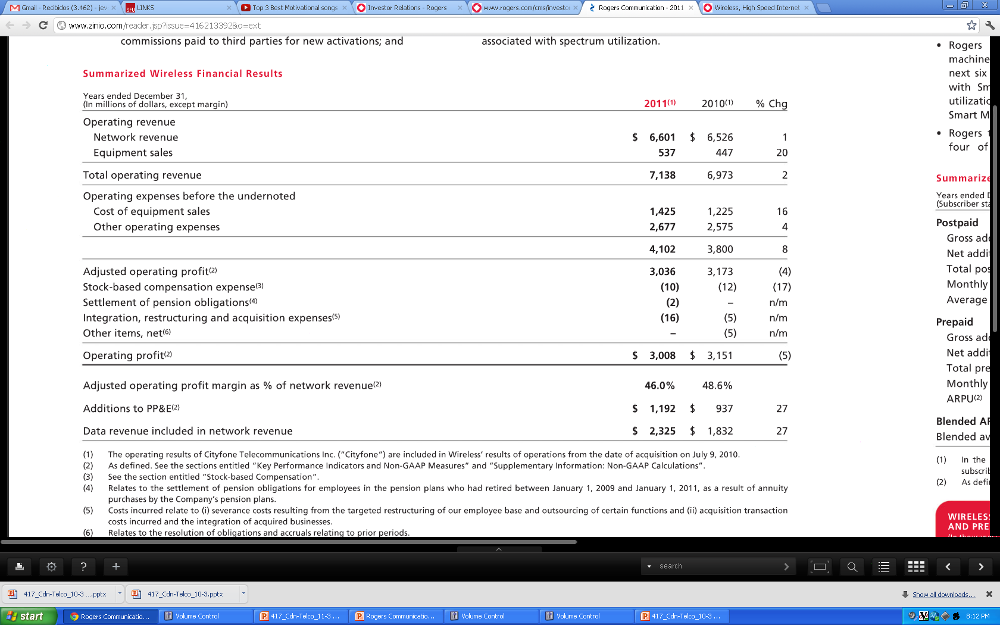 Gmail - Recibidos (3.462) - jev
LINKS
Top 3 Best Motivational songs
Investor Relations - Rogers
www.rogers.com/cms/investo
Rogers Communication - 2011
Wireless, High Speed Internet
www.zinio.com/reader.jsp?issue=416213392&o=ext
commissions paid to third parties for new activations; and
associated with spectrum utilization.
Summarized Wireless Financial Results
Years ended December 31,
(In millions of dollars, except margin) 2011(1) 2010(1) % Chg
Operating revenue
Network revenue $ 6,601 $ 6,526 1
Equipment sales 537 447 20
Total operating revenue 7,138 6,973 2
Operating expenses before the undernoted
Cost of equipment sales 1,425 1,225 16
Other operating expenses 2,677 2,575 4
4,102 3,800 8
Adjusted operating profit(2) 3,036 3,173 (4)
Stock-based compensation expense(3) (10) (12) (17)
Settlement of pension obligations(4) (2) – n/m
Integration, restructuring and acquisition expenses(5) (16) (5) n/m
Other items, net(6) – (5) n/m
Operating profit(2) $ 3,008 $ 3,151 (5)
Adjusted operating profit margin as % of network revenue(2) 46.0% 48.6%
Additions to PP&E(2) $ 1,192 $ 937 27
Data revenue included in network revenue $ 2,325 $ 1,832 27
(1) The operating results of Cityfone Telecommunications Inc. (“Cityfone”) are included in Wireless’ results of operations from the date of acquisition on July 9, 2010.
(2) As defined. See the sections entitled “Key Performance Indicators and Non-GAAP Measures” and “Supplementary Information: Non-GAAP Calculations”.
(3) See the section entitled “Stock-based Compensation”.
(4) Relates to the settlement of pension obligations for employees in the pension plans who had retired between January 1, 2009 and January 1, 2011, as a result of annuity
purchases by the Company’s pension plans.
(5) Costs incurred relate to (i) severance costs resulting from the targeted restructuring of our employee base and outsourcing of certain functions and (ii) acquisition transaction
costs incurred and the integration of acquired businesses.
(6) Relates to the resolution of obligations and accruals relating to prior periods.
• Rogers
machine
next six
with Sm
utilizatic
Smart M
• Rogers t
four of
Summarize
Years ended D
(Subscriber sta
Postpaid
Gross add
Net addi
Total pos
Monthly
Average
Prepaid
Gross add
Net addi
Total pre
Monthly
ARPU(2)
Blended AR
Blended av
(1) In the
subscrib
(2) As defi
WIRELES
AND PRE
search
417_Cdn-Telco_10-3 ....pptx
417_Cdn-Telco_10-3.pptx
Show all downloads...
start
Rogers Communicatio...
Volume Control
417_Cdn-Telco_11-3 ...
Rogers Communicatio...
Volume Control
Volume Control
417_Cdn-Telco_10-3 ...
8:12 PM